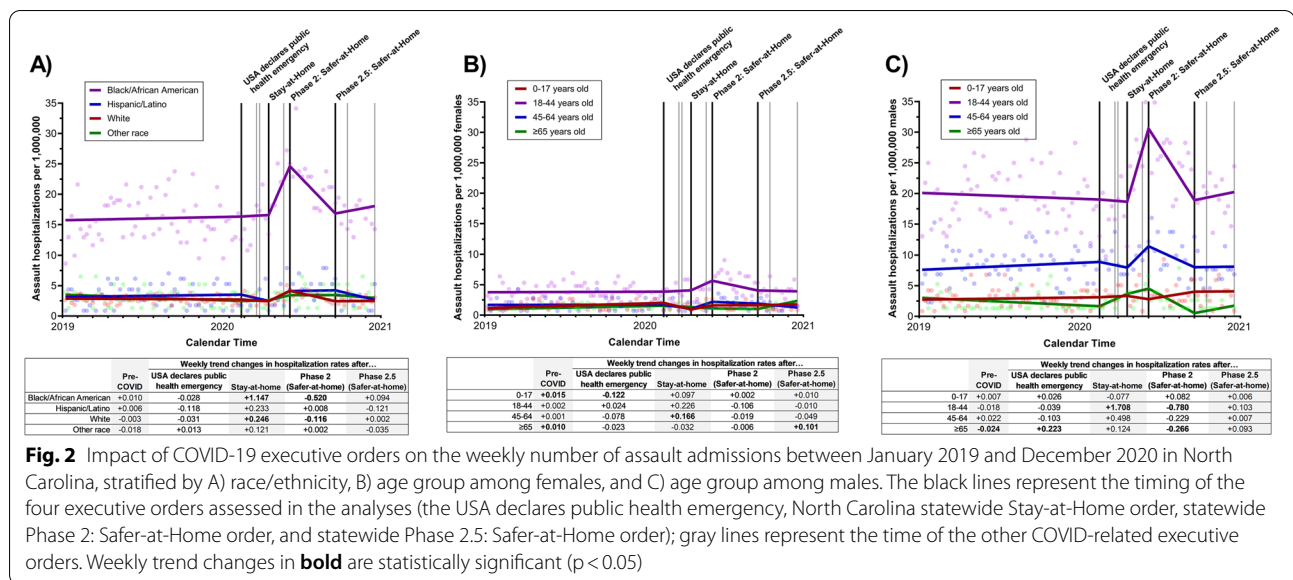 A)
USA declares public
health emergency
Stay-at-Home
Phase 2: Safer-at-Home
Phase 2.5: Safer-at-Home
Black/African American
Hispanic/Latino
White
Other race
Assault hospitalizations per 1,000,000
35
30
25
20
15
10
5
0
2019 2020 2021
Calendar Time
Weekly trend changes in hospitalization rates after…
Pre-COVID USA declares public health emergency Stay-at-home Phase 2 (Safer-at-home) Phase 2.5 (Safer-at-home)
Black/African American +0.010 -0.028 +1.147 -0.520 +0.094
Hispanic/Latino +0.006 -0.118 +0.233 +0.008 -0.121
White -0.003 -0.031 +0.246 -0.116 +0.002
Other race -0.018 +0.013 +0.121 +0.002 -0.035
B)
USA declares public
health emergency
Stay-at-Home
Phase 2: Safer-at-Home
Phase 2.5: Safer-at-Home
0-17 years old
18-44 years old
45-64 years old
≥65 years old
Assault hospitalizations per 1,000,000 females
35
30
25
20
15
10
5
0
2019 2020 2021
Calendar Time
Weekly trend changes in hospitalization rates after…
Pre-COVID USA declares public health emergency Stay-at-home Phase 2 (Safer-at-home) Phase 2.5 (Safer-at-home)
0-17 +0.015 -0.122 +0.097 +0.002 +0.010
18-44 +0.002 +0.024 +0.226 -0.106 -0.010
45-64 +0.001 -0.078 +0.166 -0.019 -0.049
≥65 +0.010 -0.023 -0.032 -0.006 +0.101
C)
USA declares public
health emergency
Stay-at-Home
Phase 2: Safer-at-Home
Phase 2.5: Safer-at-Home
0-17 years old
18-44 years old
45-64 years old
≥65 years old
Assault hospitalizations per 1,000,000 males
35
30
25
20
15
10
5
0
2019 2020 2021
Calendar Time
Weekly trend changes in hospitalization rates after…
Pre-COVID USA declares public health emergency Stay-at-home Phase 2 (Safer-at-home) Phase 2.5 (Safer-at-home)
0-17 +0.007 +0.026 -0.077 +0.082 +0.006
18-44 -0.018 -0.039 +1.708 -0.780 +0.103
45-64 +0.022 -0.103 +0.498 -0.229 +0.007
≥65 -0.024 +0.223 +0.124 -0.266 +0.093
Fig. 2 Impact of COVID-19 executive orders on the weekly number of assault admissions between January 2019 and December 2020 in North
Carolina, stratified by A) race/ethnicity, B) age group among females, and C) age group among males. The black lines represent the timing of the
four executive orders assessed in the analyses (the USA declares public health emergency, North Carolina statewide Stay-at-Home order, statewide
Phase 2: Safer-at-Home order, and statewide Phase 2.5: Safer-at-Home order); gray lines represent the time of the other COVID-related executive
orders. Weekly trend changes in bold are statistically significant (p < 0.05)